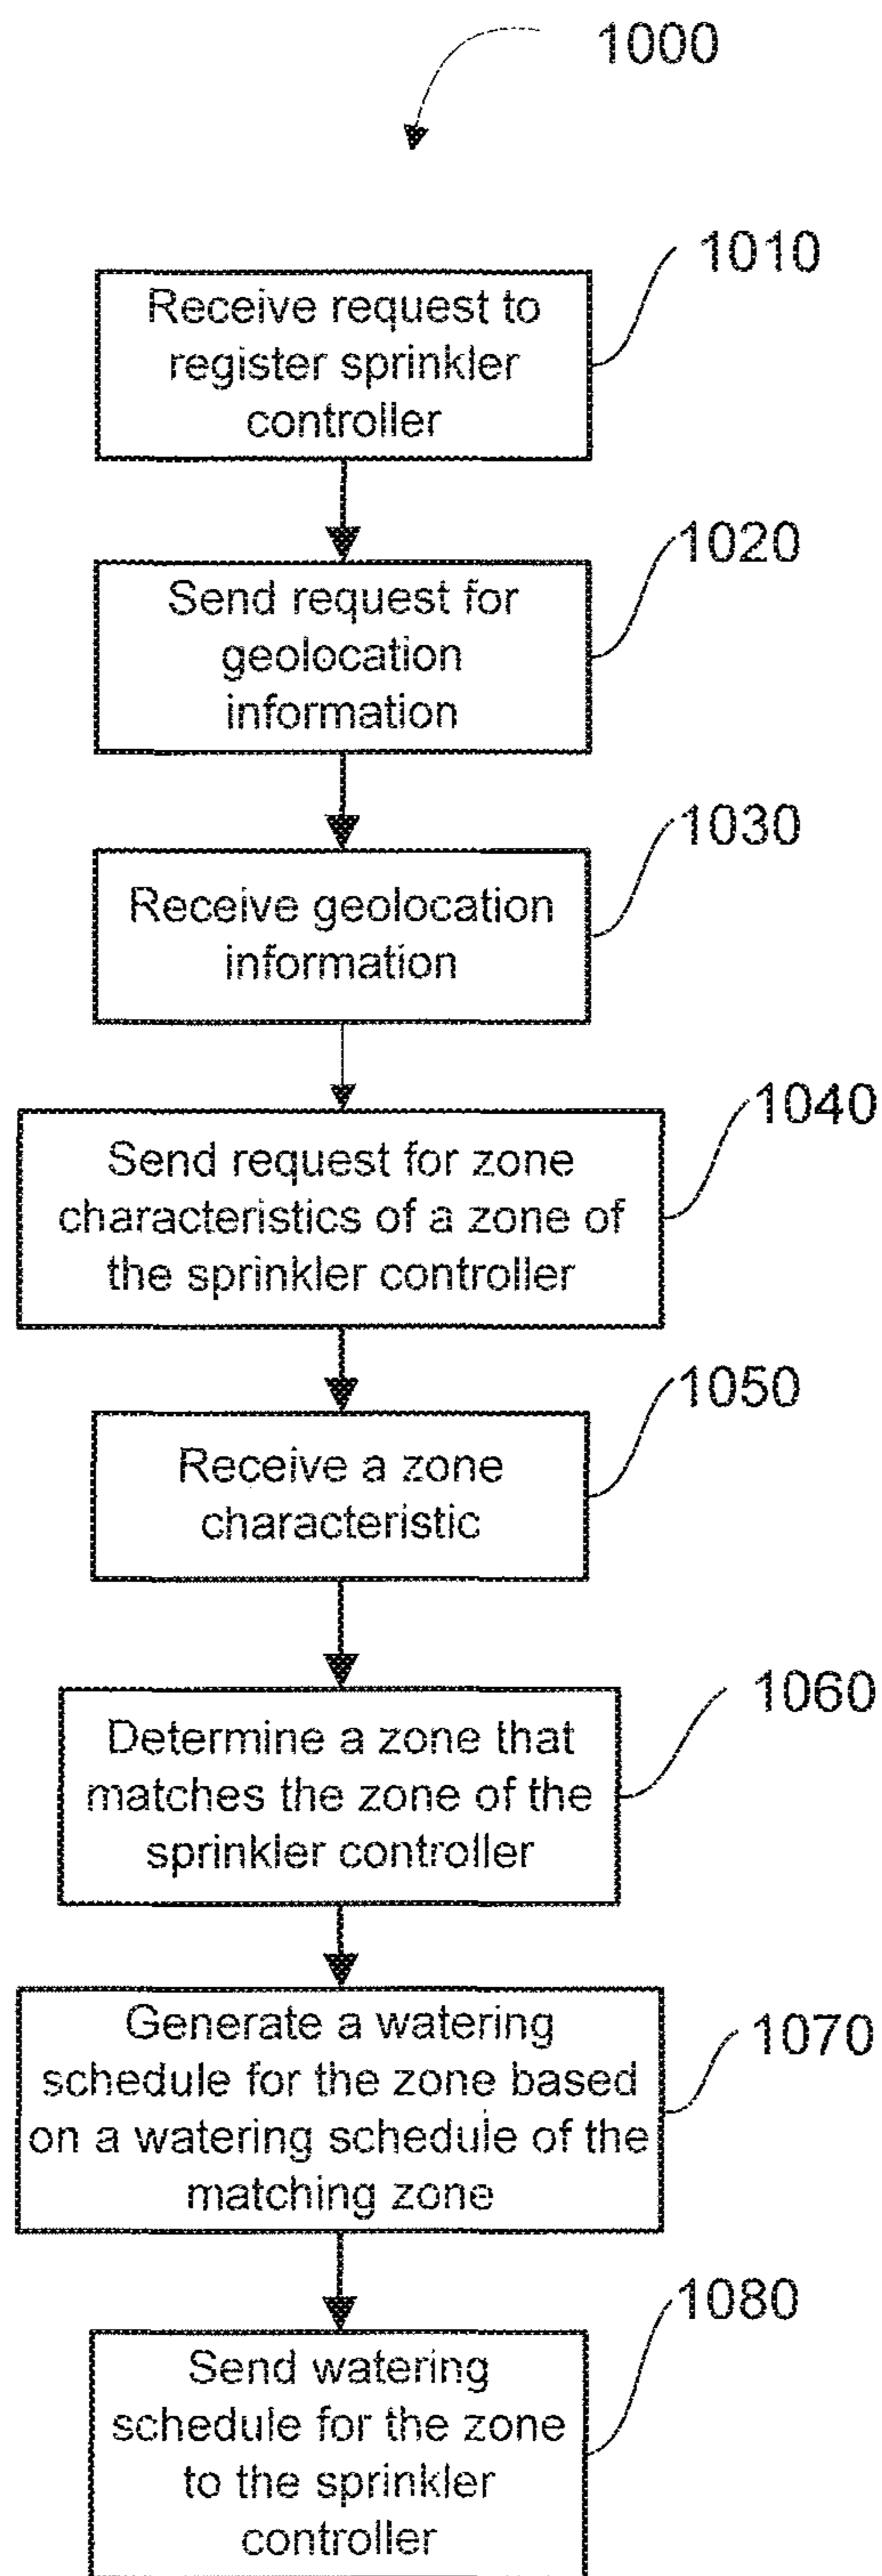 1000
1010
Receive request to
register sprinkler
controller
1020
Send request for
geolocation
information
1030
Receive geolocation
information
1040
Send request for zone
characteristics of a zone of
the sprinkler controller
1050
Receive a zone
characteristic
1060
Determine a zone that
matches the zone of the
sprinkler controller
1070
Generate a watering
schedule for the zone based
on a watering schedule of the
matching zone
1080
Send watering
schedule for the zone
to the sprinkler
controller